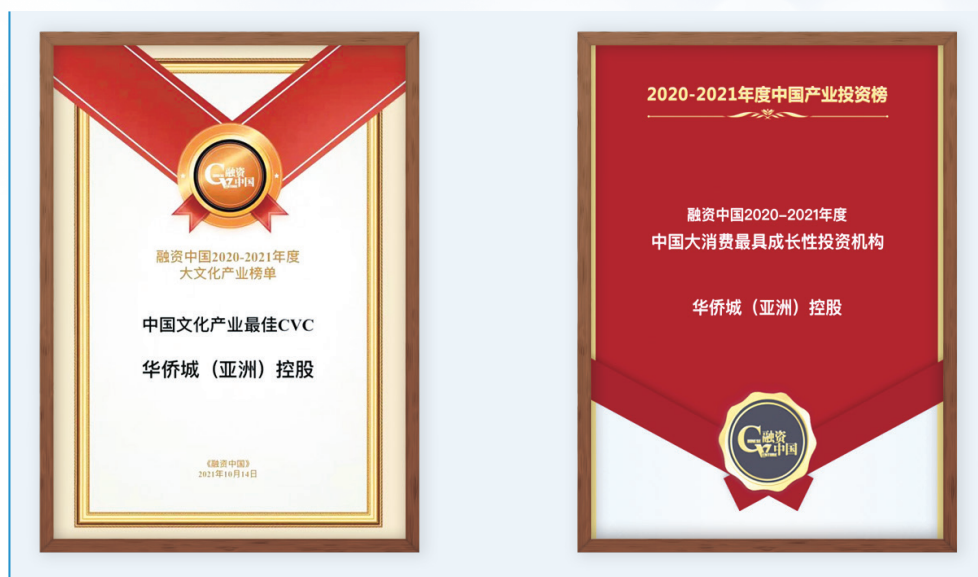 融资
中国
融资中国2020-2021年度
大文化产业榜单
中国文化产业最佳CVC
华侨城（亚洲）控股
《融资中国》
2021年10月14日
2020-2021年度中国产业投资榜
融资中国2020-2021年度
中国大消费最具成长性投资机构
华侨城（亚洲）控股
融资
中国